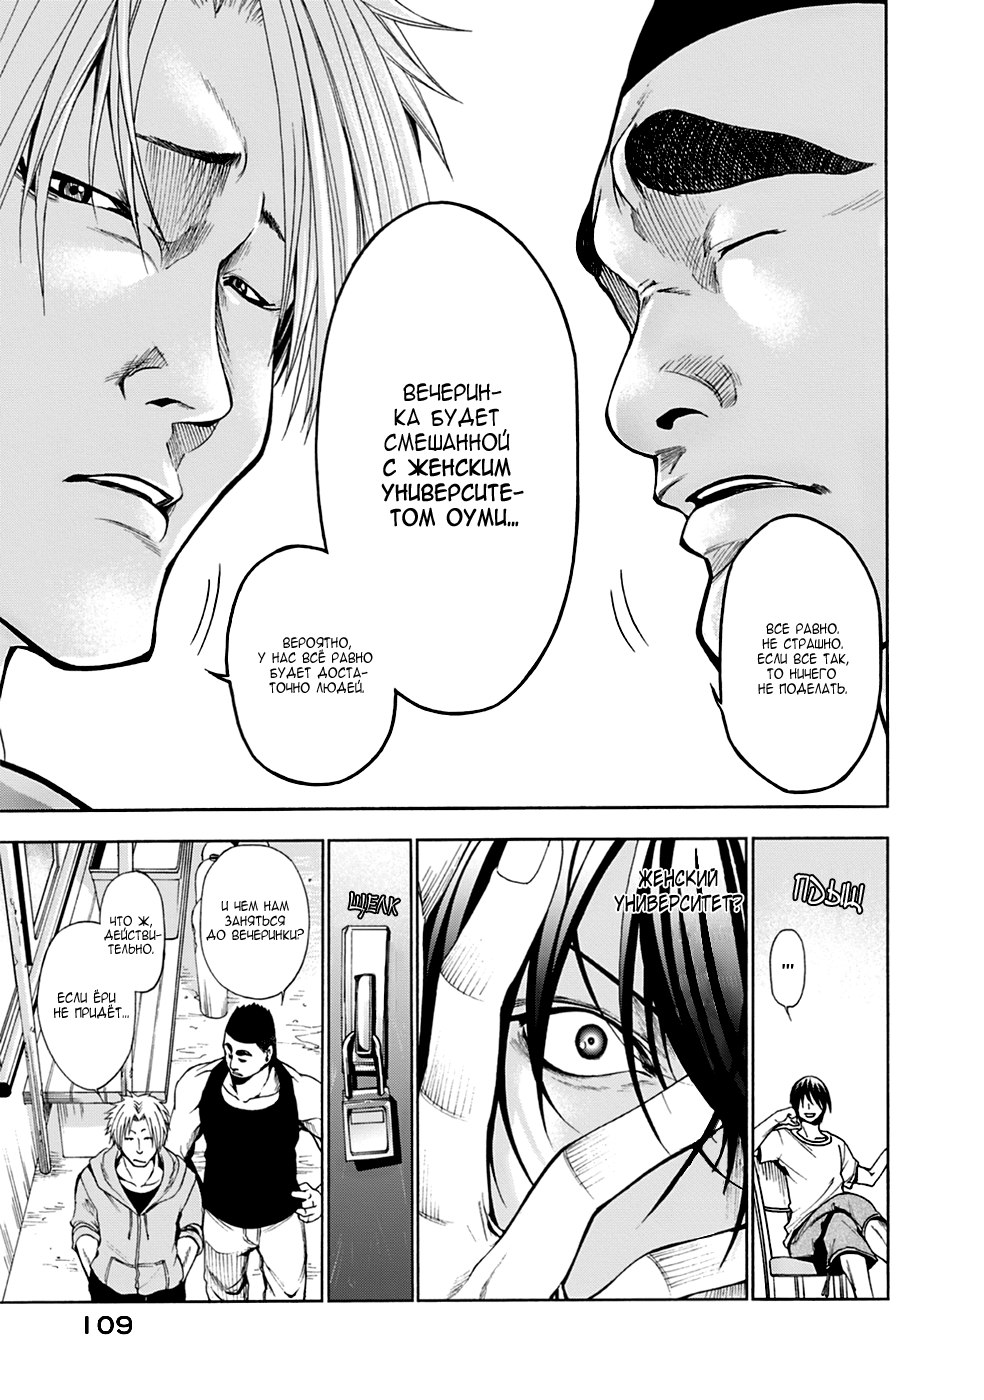 ВСЕ РАВНО.
НЕ СТРАШНО.
ЕСЛИ ВСЕ ТАК,
ТО НИЧЕГО
НЕ ПОДЕЛАТЬ.
ВЕЧЕРИН-
КА БУДЕТ
СМЕШАННОЙ
С ЖЕНСКИМ
УНИВЕРСИТЕ-
ТОМ ОУМИ...
ВЕРОЯТНО,
У НАС ВСЁ РАВНО
БУДЕТ ДОСТА-
ТОЧНО ЛЮДЕЙ.
ПДЫЩ
,,,
ЖЕНСКИЙ
УНИВЕРСИТЕТ?
ЩЕЛК
И ЧЕМ НАМ
ЗАНЯТЬСЯ
ДО ВЕЧЕРИНКИ?
ЧТО Ж,
ДЕЙСТВИ-
ТЕЛЬНО.
ЕСЛИ ЁРИ
НЕ ПРИДЁТ...
109